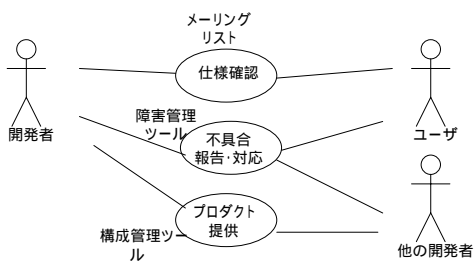 メーリング
リスト
仕様確認
開発者
ユーザ
障害管理
ツール
不具合
報告・対応
プロダクト
提供
構成管理ツー
ル
他の開発者